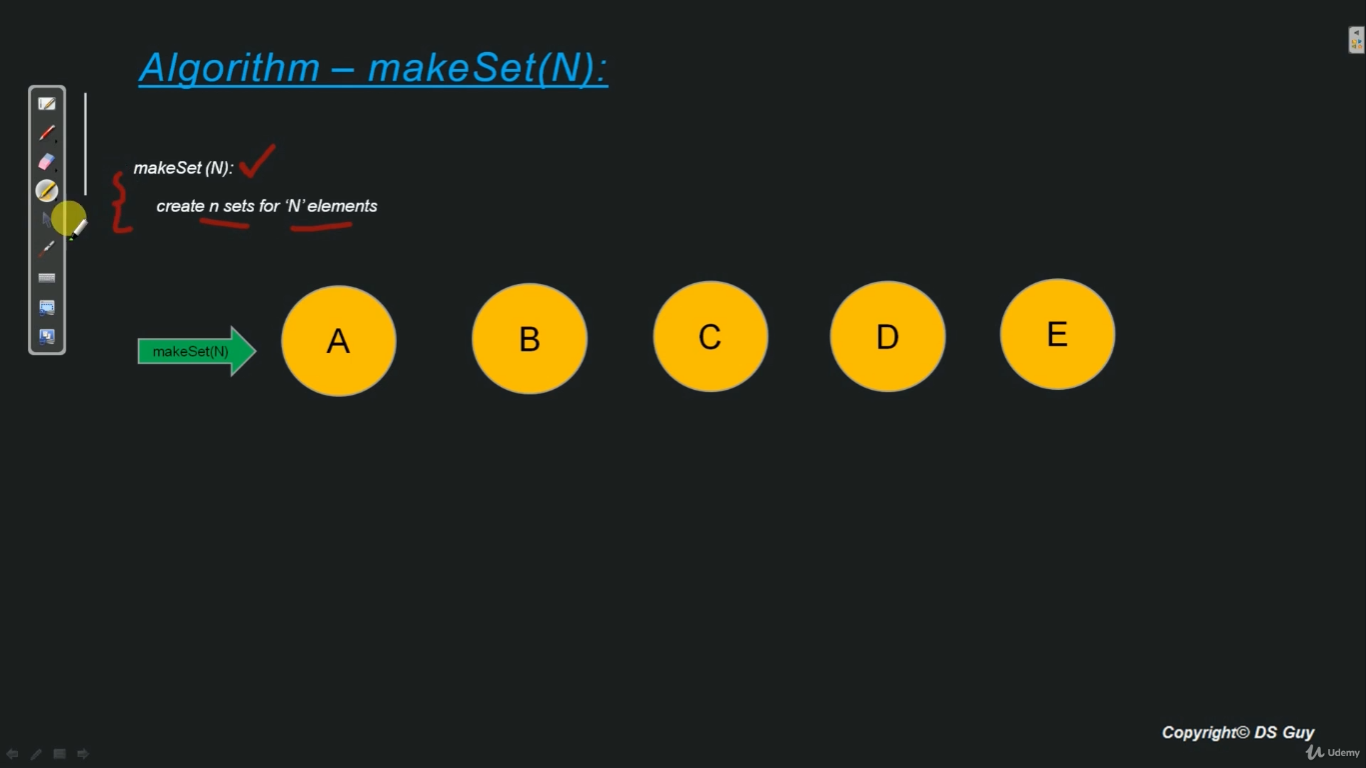 Algorithm – makeSet(N):
makeSet (N):
create n sets for ‘N’ elements
makeSet(N)
A
B
C
D
E
Copyright© DS Guy
Udemy